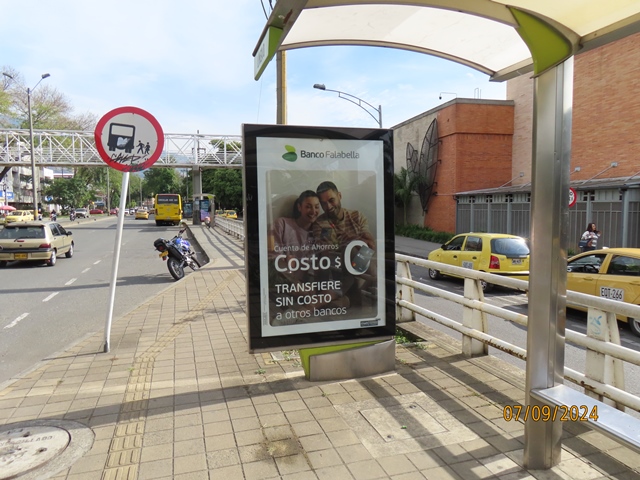 Banco Falabella
Cuenta de Ahorros
Costo $0
TRANSFIERE
SIN COSTO
a otros bancos
07/09/2024